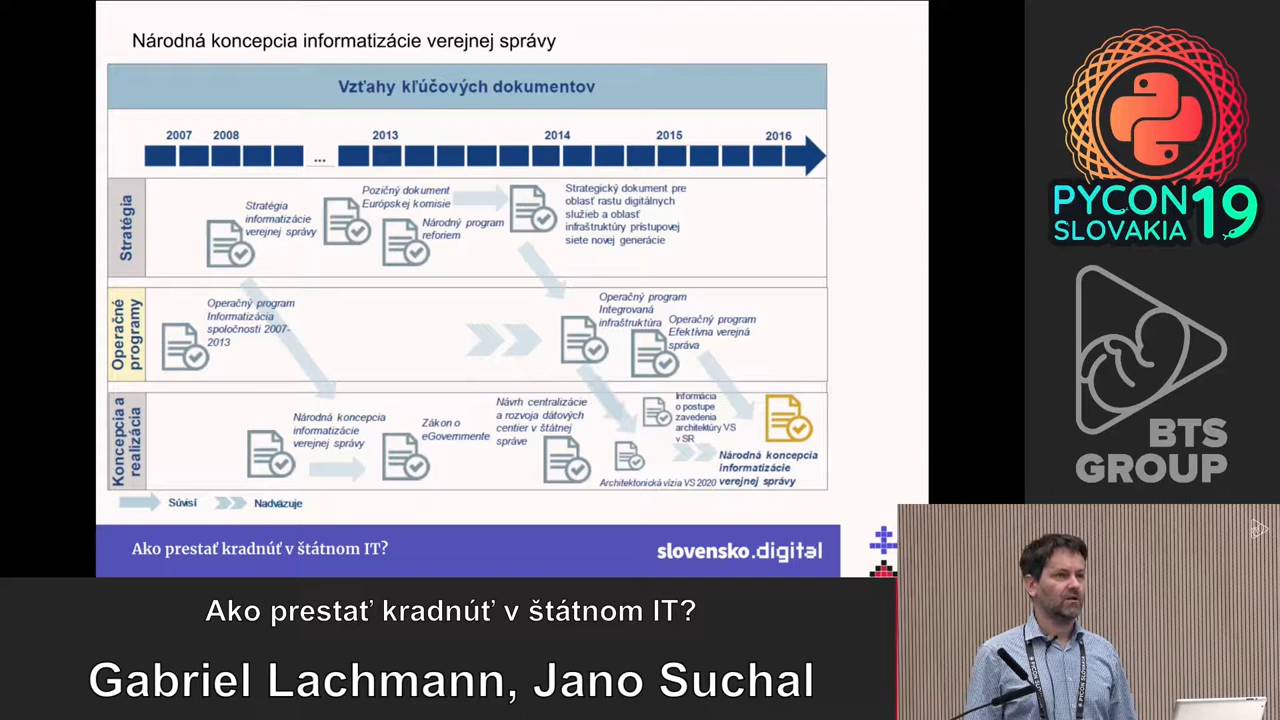 Národná koncepcia informatizácie verejnej správy
Vzťahy kľúčových dokumentov
2007
2008
...
2013
2014
2015
2016
Stratégia
Stratégia
informatizácie
verejnej správy
Pozičný dokument
Európskej komisie
Národný program
reforiem
Strategický dokument pre
oblasť rastu digitálnych
služieb a oblasť
infraštruktúry prístupovej
siete novej generácie
Operačné
programy
Operačný program
Informatizácia
spoločnosti 2007-
2013
Operačný program
Integrovaná
infraštruktúra
Operačný program
Efektívna verejná
správa
Koncepcia a
realizácia
Národná koncepcia
informatizácie
verejnej správy
Zákon o
eGovernmente
Návrh centralizácie
a rozvoja dátových
centier v štátnej
správe
Informácia
o postupe
zavedenia
architektúry VS
v SR
Architektonická vízia VS 2020
Národná koncepcia
informatizácie
verejnej správy
Súvisí
Nadväzuje
Ako prestať kradnúť v štátnom IT?
slovensko.digital
Ako prestať kradnúť v štátnom IT?
Gabriel Lachmann, Jano Suchal
PYCON
SLOVAKIA
19
BTS
GROUP